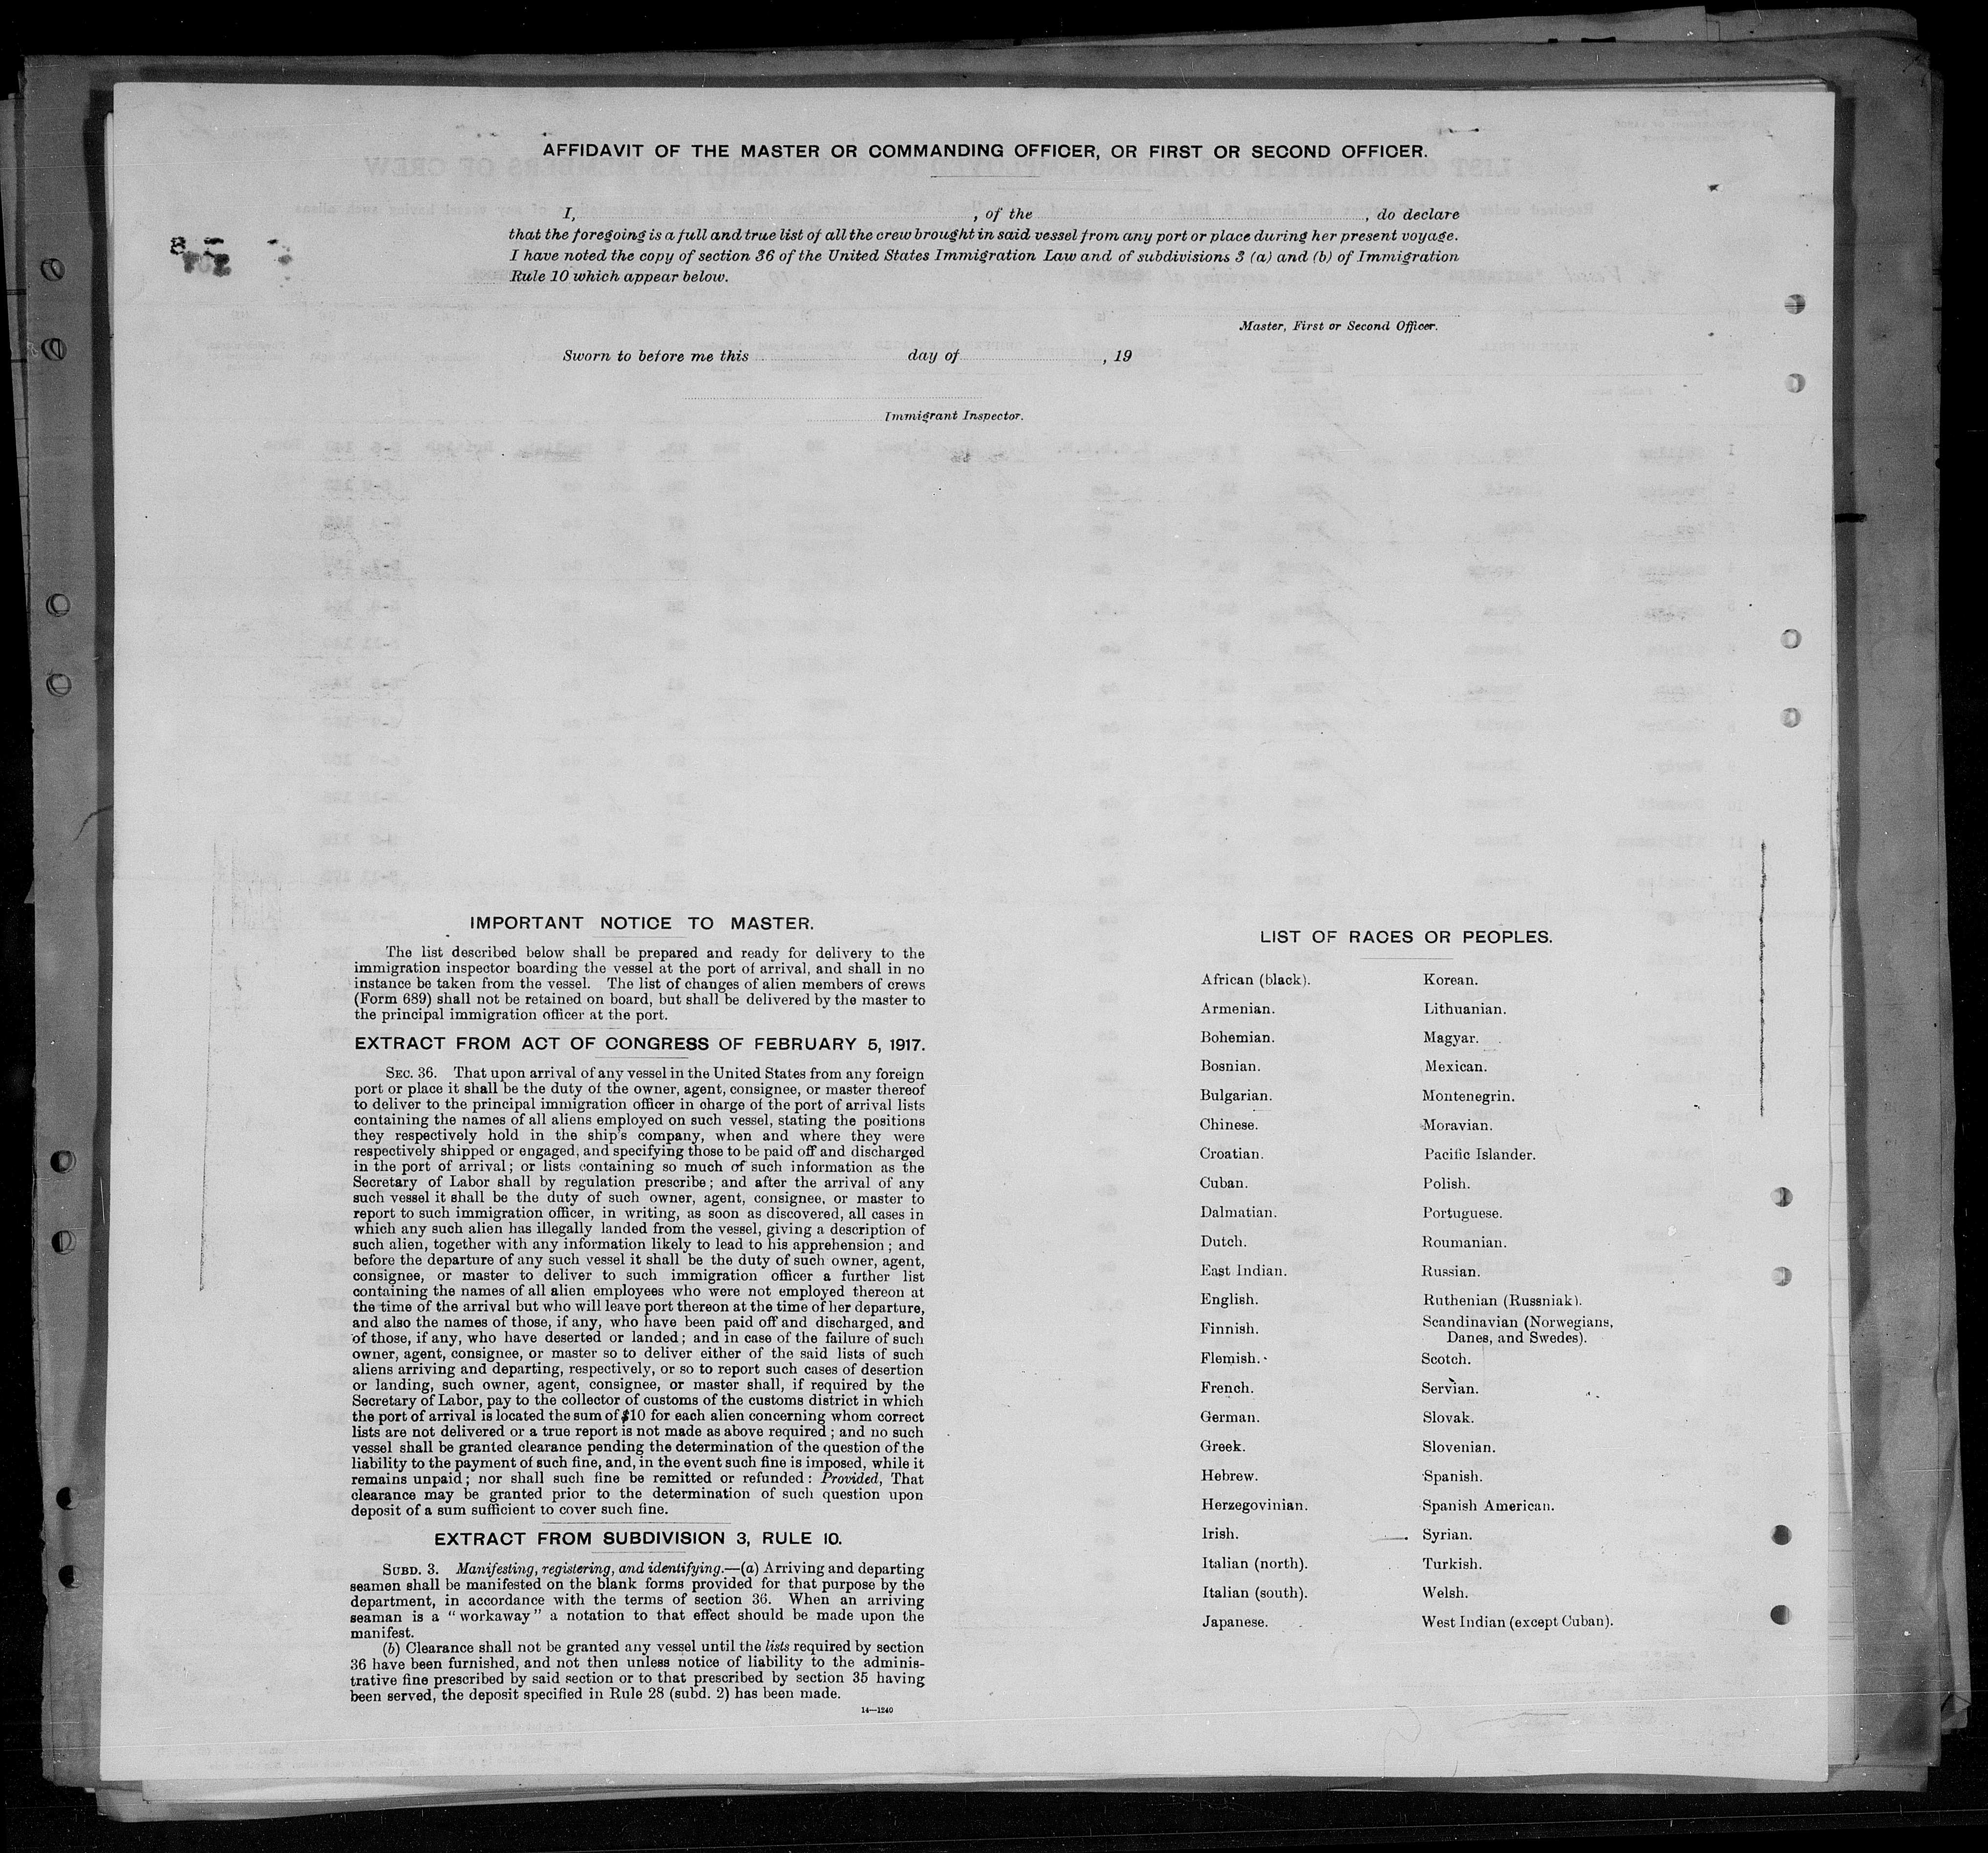 AFFIDAVIT OF THE MASTER OR COMMANDING OFFICER, OR FIRST OR SECOND OFFICER.
I, , of the , do declare
that the foregoing is a full and true list of all the crew brought in said vessel from any port or place during her present voyage.
I have noted the copy of section 36 of the United States Immigration Law and of subdivisions 3 (a) and (b) of Immigration
Rule 10 which appear below.
Master, First or Second Officer.
Sworn to before me this day of , 19
Immigrant Inspector.
IMPORTANT NOTICE TO MASTER.
The list described below shall be prepared and ready for delivery to the
immigration inspector boarding the vessel at the port of arrival, and shall in no
instance be taken from the vessel. The list of changes of alien members of crews
(Form 689) shall not be retained on board, but shall be delivered by the master to
the principal immigration officer at the port.
EXTRACT FROM ACT OF CONGRESS OF FEBRUARY 5, 1917.
SEC. 36. That upon arrival of any vessel in the United States from any foreign
port or place it shall be the duty of the owner, agent, consignee, or master thereof
to deliver to the principal immigration officer in charge of the port of arrival lists
containing the names of all aliens employed on such vessel, stating the positions
they respectively hold in the ship's company, when and where they were
respectively shipped or engaged, and specifying those to be paid off and discharged
in the port of arrival; or lists containing so much of such information as the
Secretary of Labor shall by regulation prescribe; and after the arrival of any
such vessel it shall be the duty of such owner, agent, consignee, or master to
report to such immigration officer, in writing, as soon as discovered, all cases in
which any such alien has illegally landed from the vessel, giving a description of
such alien, together with any information likely to lead to his apprehension; and
before the departure of any such vessel it shall be the duty of such owner, agent,
consignee, or master to deliver to such immigration officer a further list
containing the names of all alien employees who were not employed thereon at
the time of the arrival but who will leave port thereon at the time of her departure,
and also the names of those, if any, who have been paid off and discharged, and
of those, if any, who have deserted or landed; and in case of the failure of such
owner, agent, consignee, or master so to deliver either of the said lists of such
aliens arriving and departing, respectively, or so to report such cases of desertion
or landing, such owner, agent, consignee, or master shall, if required by the
Secretary of Labor, pay to the collector of customs of the customs district in which
the port of arrival is located the sum of $10 for each alien concerning whom correct
lists are not delivered or a true report is not made as above required; and no such
vessel shall be granted clearance pending the determination of the question of the
liability to the payment of such fine, and, in the event such fine is imposed, while it
remains unpaid; nor shall such fine be remitted or refunded: Provided, That
clearance may be granted prior to the determination of such question upon
deposit of a sum sufficient to cover such fine.
EXTRACT FROM SUBDIVISION 3, RULE 10.
SUBD. 3. Manifesting, registering, and identifying.—(a) Arriving and departing
seamen shall be manifested on the blank forms provided for that purpose by the
department, in accordance with the terms of section 36. When an arriving
seaman is a "workaway" a notation to that effect should be made upon the
manifest.
(b) Clearance shall not be granted any vessel until the lists required by section
36 have been furnished, and not then unless notice of liability to the adminis-
trative fine prescribed by said section or to that prescribed by section 35 having
been served, the deposit specified in Rule 28 (subd. 2) has been made.
14—1240
LIST OF RACES OR PEOPLES.
African (black).
Armenian.
Bohemian.
Bosnian.
Bulgarian.
Chinese.
Croatian.
Cuban.
Dalmatian.
Dutch.
East Indian.
English.
Finnish.
Flemish.
French.
German.
Greek.
Hebrew.
Herzegovinian.
Irish.
Italian (north).
Italian (south).
Japanese.
Korean.
Lithuanian.
Magyar.
Mexican.
Montenegrin.
Moravian.
Pacific Islander.
Polish.
Portuguese.
Roumanian.
Russian.
Ruthenian (Russniak).
Scandinavian (Norwegians,
Danes, and Swedes).
Scotch.
Servian.
Slovak.
Slovenian.
Spanish.
Spanish American.
Syrian.
Turkish.
Welsh.
West Indian (except Cuban).